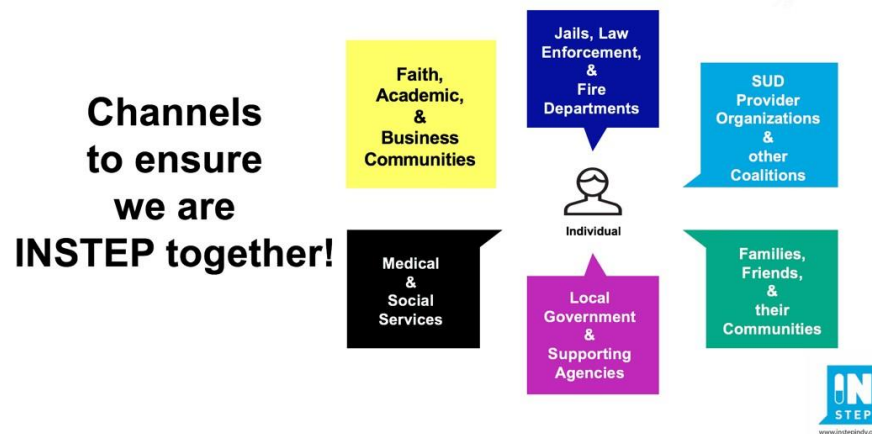 Channels
to ensure
we are
INSTEP together!
Faith,
Academic,
&
Business
Communities
Jails, Law
Enforcement,
&
Fire
Departments
SUD
Provider
Organizations
&
other
Coalitions
Individual
Medical
&
Social
Services
Local
Government
&
Supporting
Agencies
Families,
Friends,
&
their
Communities
IN
STEP